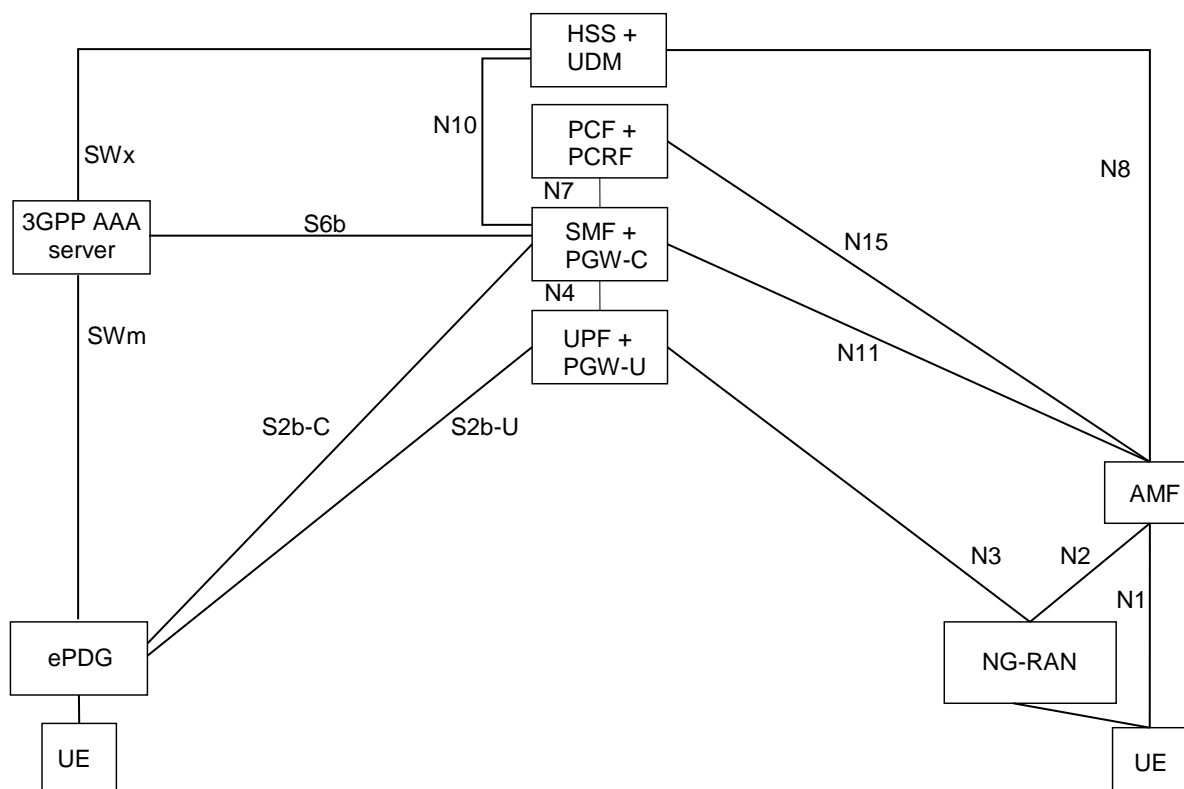 HSS +
UDM
N10
PCF +
PCRF
SWx
N8
N7
3GPP AAA
server
S6b
SMF +
PGW-C
N15
N4
SWm
UPF +
PGW-U
N11
S2b-C
S2b-U
AMF
N3
N2
N1
ePDG
NG-RAN
UE
UE